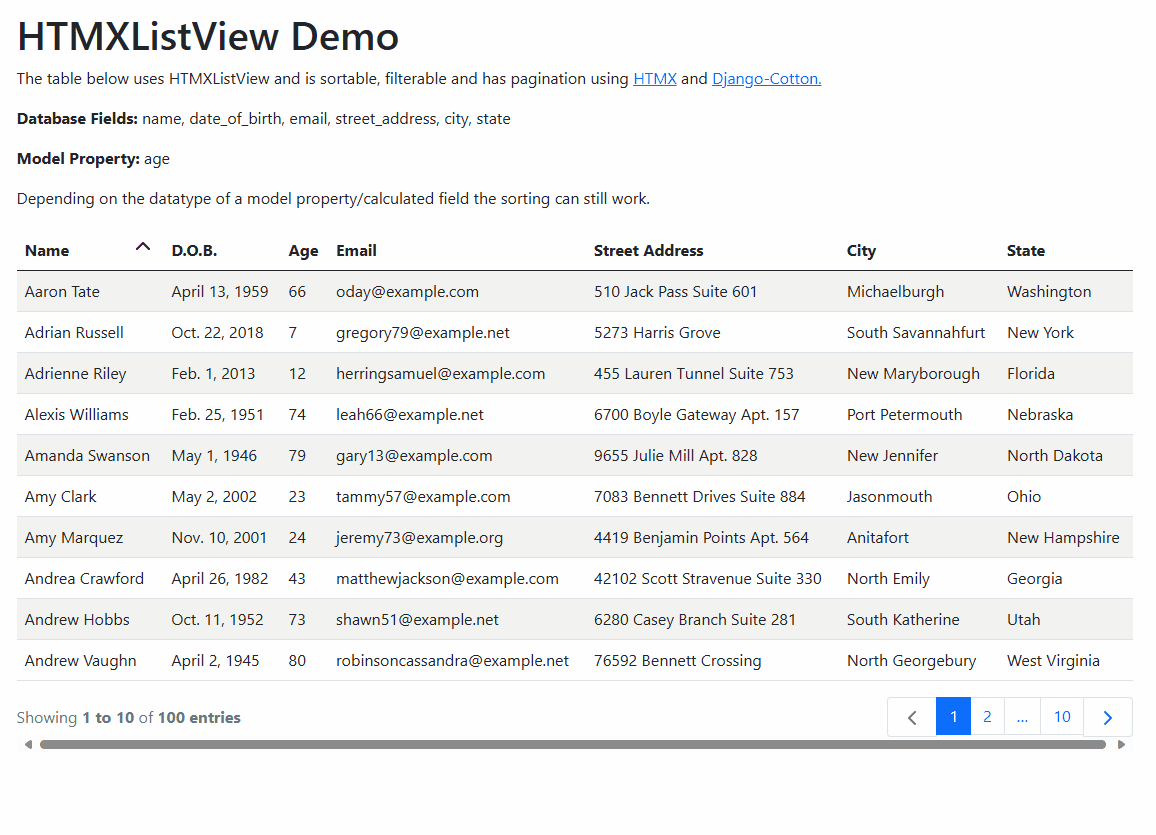 HTMXListView Demo
The table below uses HTMXListView and is sortable, filterable and has pagination using HTMX and Django-Cotton.
Database Fields: name, date_of_birth, email, street_address, city, state
Model Property: age
Depending on the datatype of a model property/calculated field the sorting can still work.
Name D.O.B. Age Email Street Address City State
Aaron Tate April 13, 1959 66 oday@example.com 510 Jack Pass Suite 601 Michaelburgh Washington
Adrian Russell Oct. 22, 2018 7 gregory79@example.net 5273 Harris Grove South Savannahfurt New York
Adrienne Riley Feb. 1, 2013 12 herringsamuel@example.com 455 Lauren Tunnel Suite 753 New Maryborough Florida
Alexis Williams Feb. 25, 1951 74 leah66@example.net 6700 Boyle Gateway Apt. 157 Port Petermouth Nebraska
Amanda Swanson May 1, 1946 79 gary13@example.com 9655 Julie Mill Apt. 828 New Jennifer North Dakota
Amy Clark May 2, 2002 23 tammy57@example.com 7083 Bennett Drives Suite 884 Jasonmouth Ohio
Amy Marquez Nov. 10, 2001 24 jeremy73@example.org 4419 Benjamin Points Apt. 564 Anitafort New Hampshire
Andrea Crawford April 26, 1982 43 matthewjackson@example.com 42102 Scott Stravenue Suite 330 North Emily Georgia
Andrew Hobbs Oct. 11, 1952 73 shawn51@example.net 6280 Casey Branch Suite 281 South Katherine Utah
Andrew Vaughn April 2, 1945 80 robinsoncassandra@example.net 76592 Bennett Crossing North Georgebury West Virginia
Showing 1 to 10 of 100 entries 1 2 ... 10